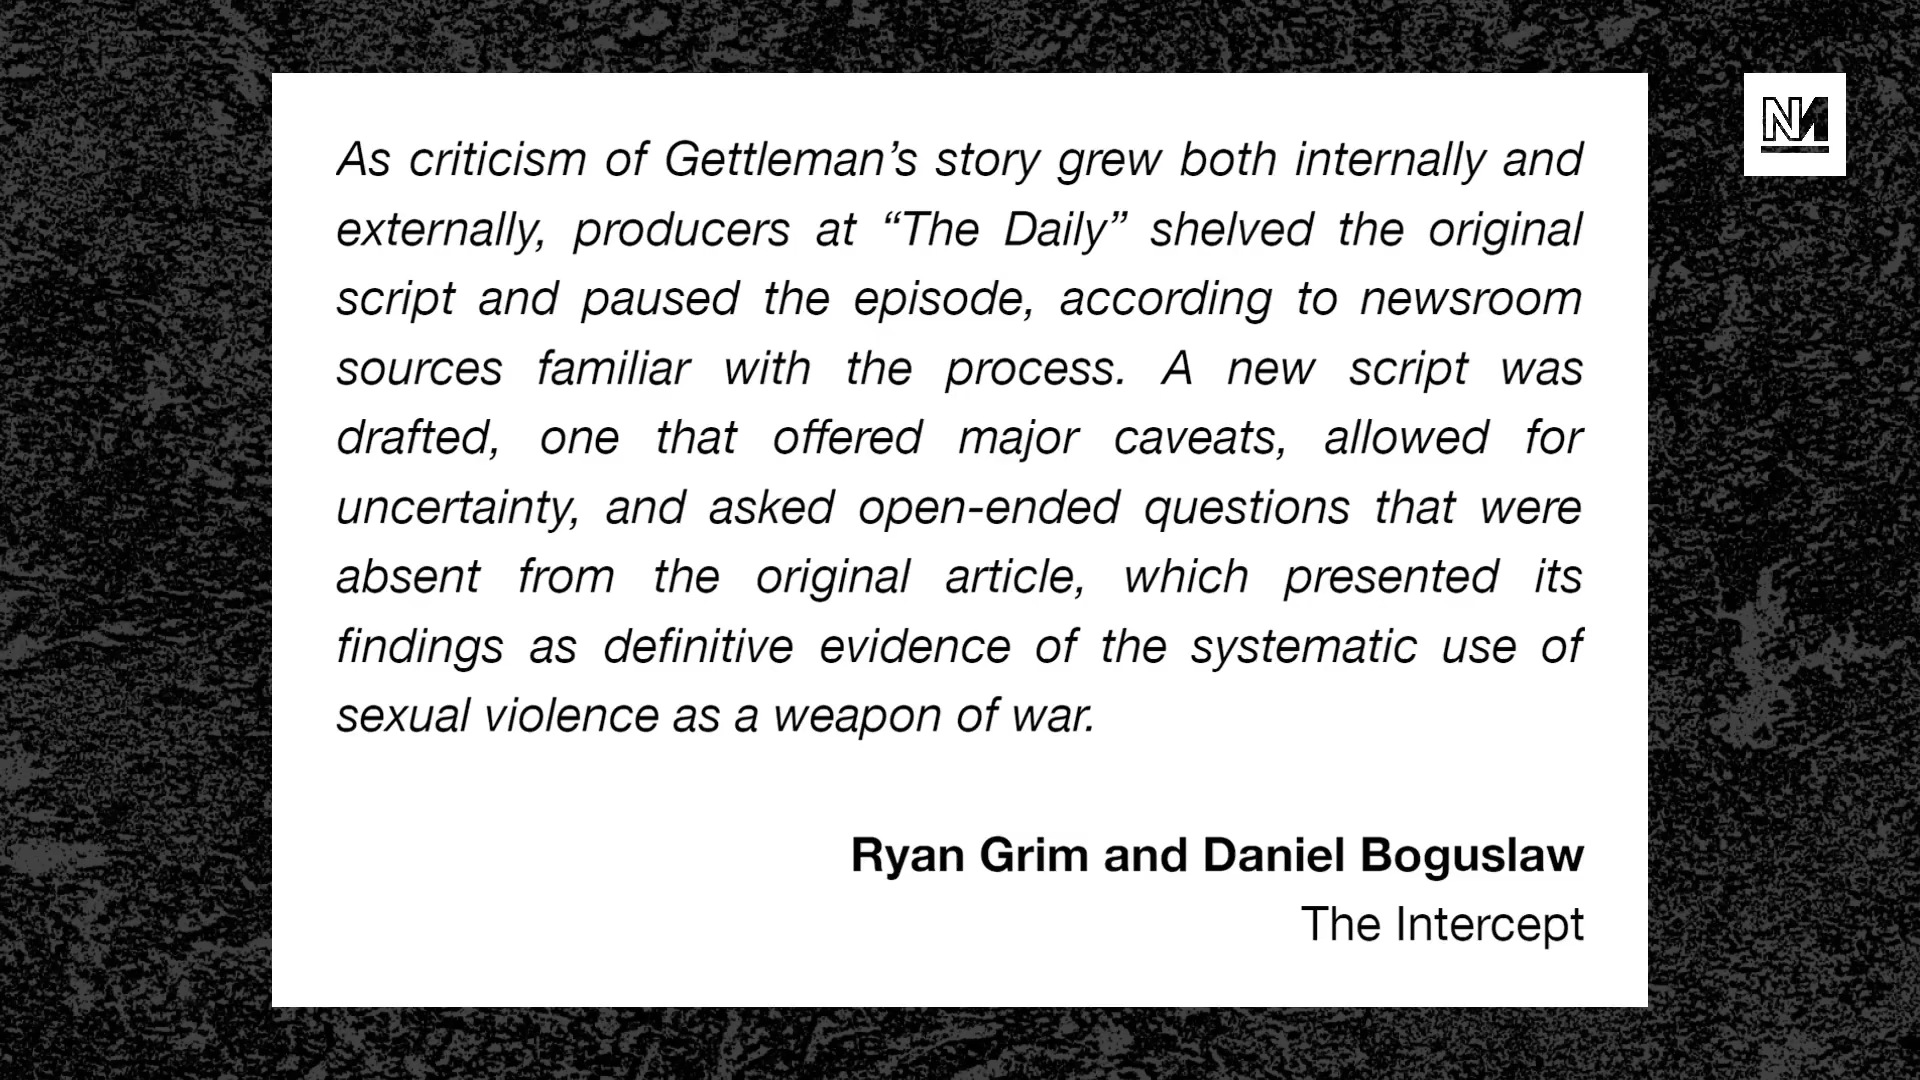 As criticism of Gettleman’s story grew both internally and
externally, producers at “The Daily” shelved the original
script and paused the episode, according to newsroom
sources familiar with the process. A new script was
drafted, one that offered major caveats, allowed for
uncertainty, and asked open-ended questions that were
absent from the original article, which presented its
findings as definitive evidence of the systematic use of
sexual violence as a weapon of war.
Ryan Grim and Daniel Boguslaw
The Intercept
NM